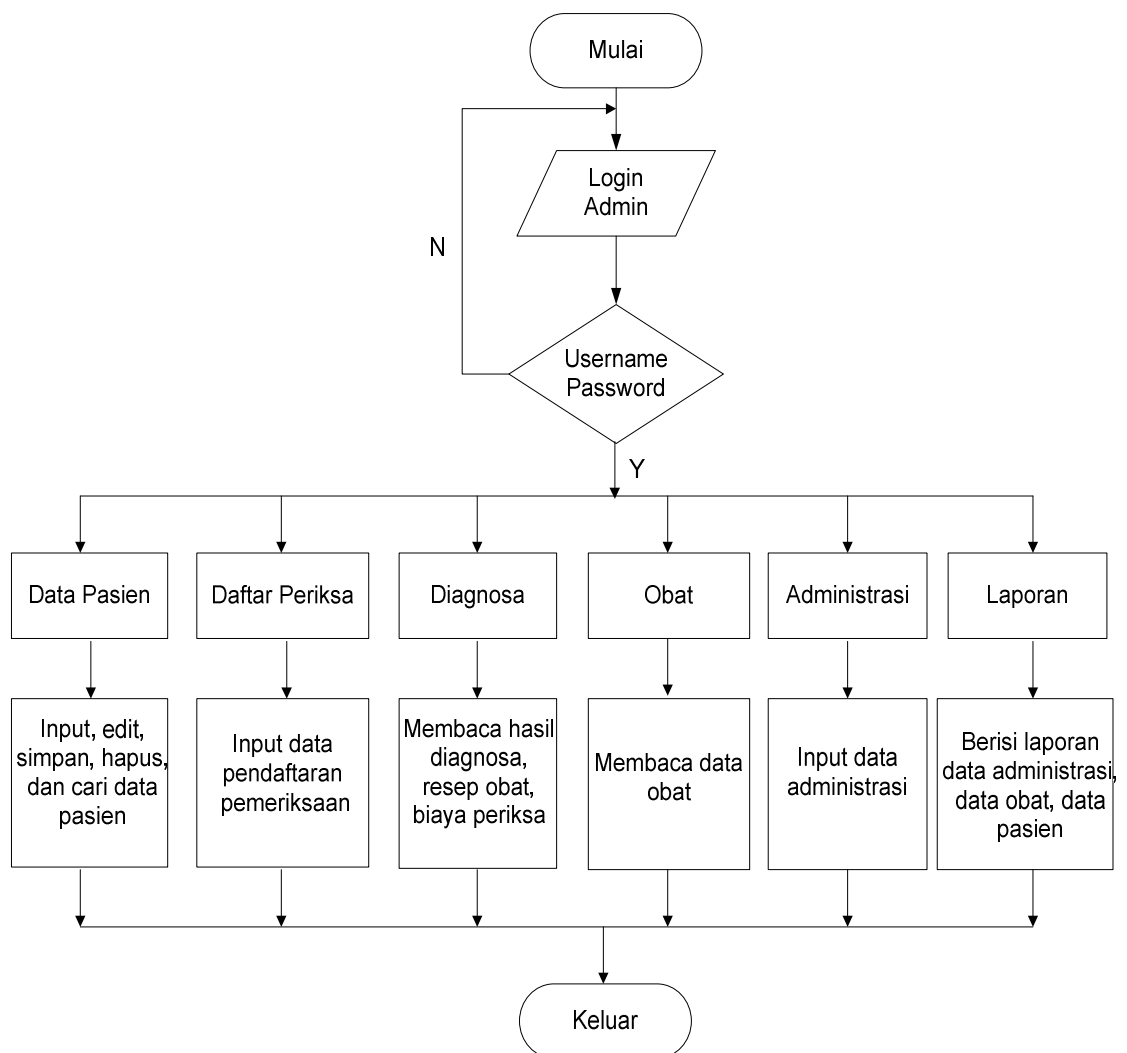 Mulai
Login
Admin
N
Username
Password
Y
Data Pasien
Daftar Periksa
Diagnosa
Obat
Administrasi
Laporan
Input, edit,
simpan, hapus,
dan cari data
pasien
Input data
pendaftaran
pemeriksaan
Membaca hasil
diagnosa,
resep obat,
biaya periksa
Membaca data
obat
Input data
administrasi
Berisi laporan
data administrasi,
data obat, data
pasien
Keluar